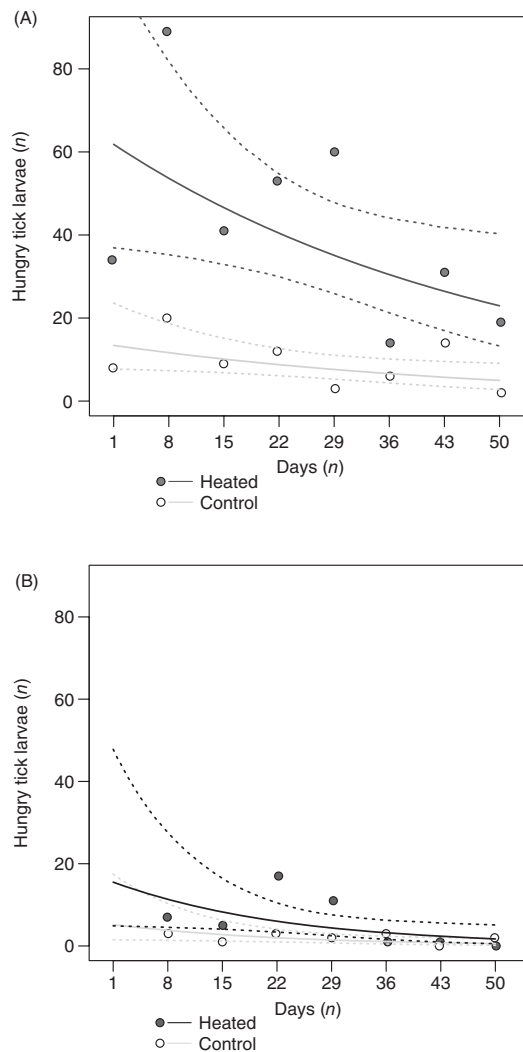 (A)
80
60
40
20
0
Hungry tick larvae (n)
1 8 15 22 29 36 43 50
Days (n)
Heated
Control
(B)
80
60
40
20
0
Hungry tick larvae (n)
1 8 15 22 29 36 43 50
Days (n)
Heated
Control